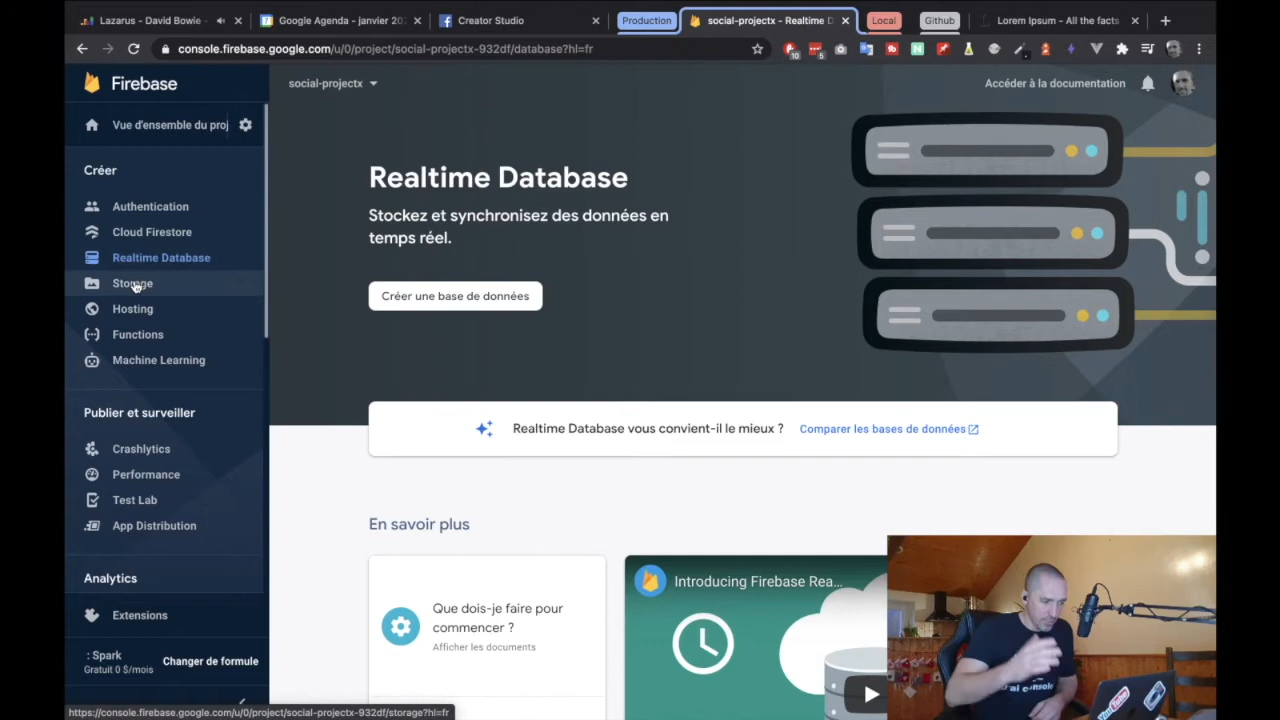 Lazarus - David Bowie -
Google Agenda - janvier 202
Creator Studio
Production
social-projectx - Realtime D
Local
Github
Lorem Ipsum - All the facts
console.firebase.google.com/u/0/project/social-projectx-932df/database?hl=fr
10
5
Firebase
social-projectx
Accéder à la documentation
Vue d'ensemble du proj
Créer
Authentication
Cloud Firestore
Realtime Database
Storage
Hosting
Functions
Machine Learning
Publier et surveiller
Crashlytics
Performance
Test Lab
App Distribution
Analytics
Extensions
: Spark
Gratuit 0 $/mois
Changer de formule
Realtime Database
Stockez et synchronisez des données en
temps réel.
Créer une base de données
Realtime Database vous convient-il le mieux ?
Comparer les bases de données
En savoir plus
Que dois-je faire pour
commencer ?
Afficher les documents
Introducing Firebase Rea...
https://console.firebase.google.com/u/0/project/social-projectx-932df/storage?hl=fr